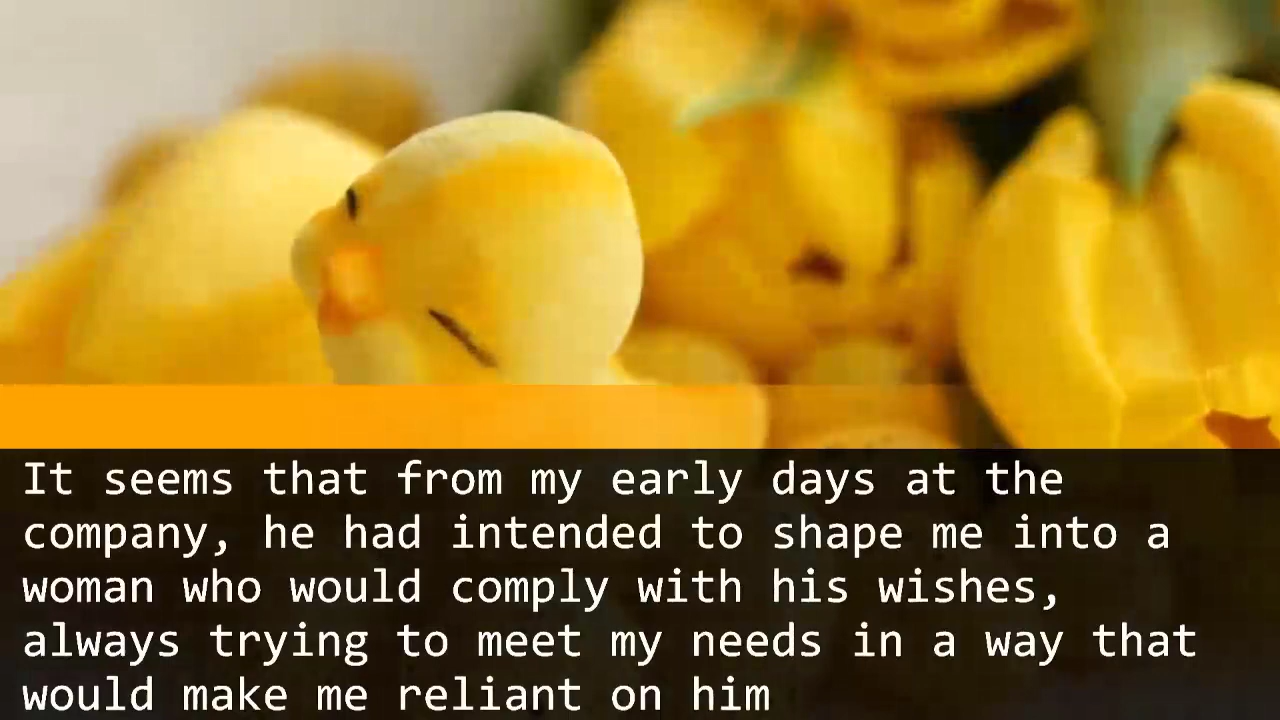 It seems that from my early days at the
company, he had intended to shape me into a
woman who would comply with his wishes,
always trying to meet my needs in a way that
would make me reliant on him